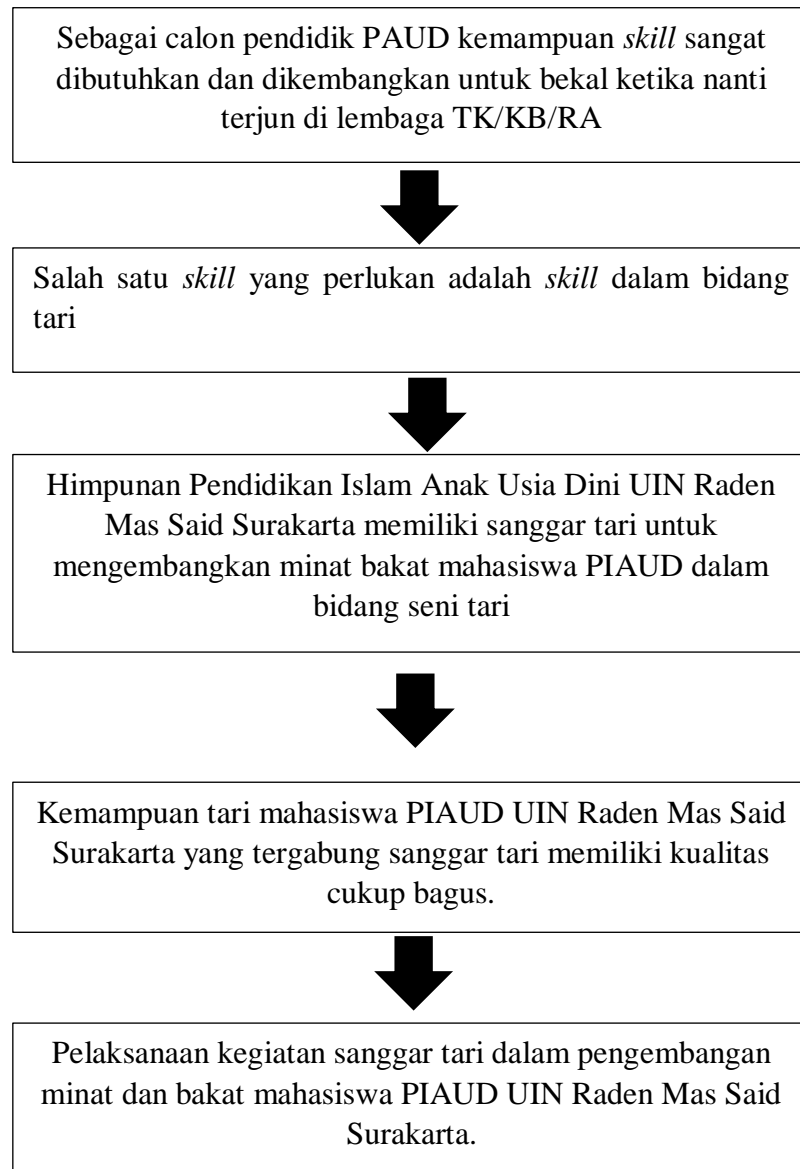 Sebagai calon pendidik PAUD kemampuan skill sangat
dibutuhkan dan dikembangkan untuk bekal ketika nanti
terjun di lembaga TK/KB/RA
Salah satu skill yang perlukan adalah skill dalam bidang
tari
Himpunan Pendidikan Islam Anak Usia Dini UIN Raden
Mas Said Surakarta memiliki sanggar tari untuk
mengembangkan minat bakat mahasiswa PIAUD dalam
bidang seni tari
Kemampuan tari mahasiswa PIAUD UIN Raden Mas Said
Surakarta yang tergabung sanggar tari memiliki kualitas
cukup bagus.
Pelaksanaan kegiatan sanggar tari dalam pengembangan
minat dan bakat mahasiswa PIAUD UIN Raden Mas Said
Surakarta.